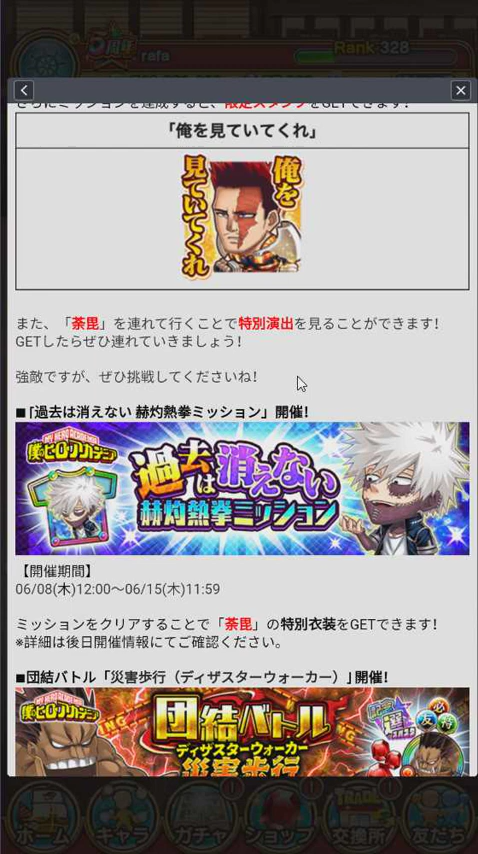 5周年
rafa
Rank 328
さらにミッションを達成すると、限定スタンプをGETできます!
「俺を見ていてくれ」
俺を
見ていてくれ
また、「荼毘」を連れて行くことで特別演出を見ることができます!
GETしたらぜひ連れていきましょう!
強敵ですが、ぜひ挑戦してくださいね!
■「過去は消えない 赫灼熱拳ミッション」開催!
MY HERO ACADEMIA
僕のヒーローアカデミア
過去は消えない
赫灼熱拳ミッション
【開催期間】
06/08(木)12:00～06/15(木)11:59
ミッションをクリアすることで「荼毘」の特別衣装をGETできます!
※詳細は後日開催情報にてご確認ください。
■団結バトル「災害歩行（ディザスターウォーカー）」開催!
MY HERO ACADEMIA
僕のヒーローアカデミア
団結バトル
ディザスターウォーカー
災害歩行
必
友
特
ホーム
キャラ
ガチャ
ショップ
TRADE
交換所
友だち